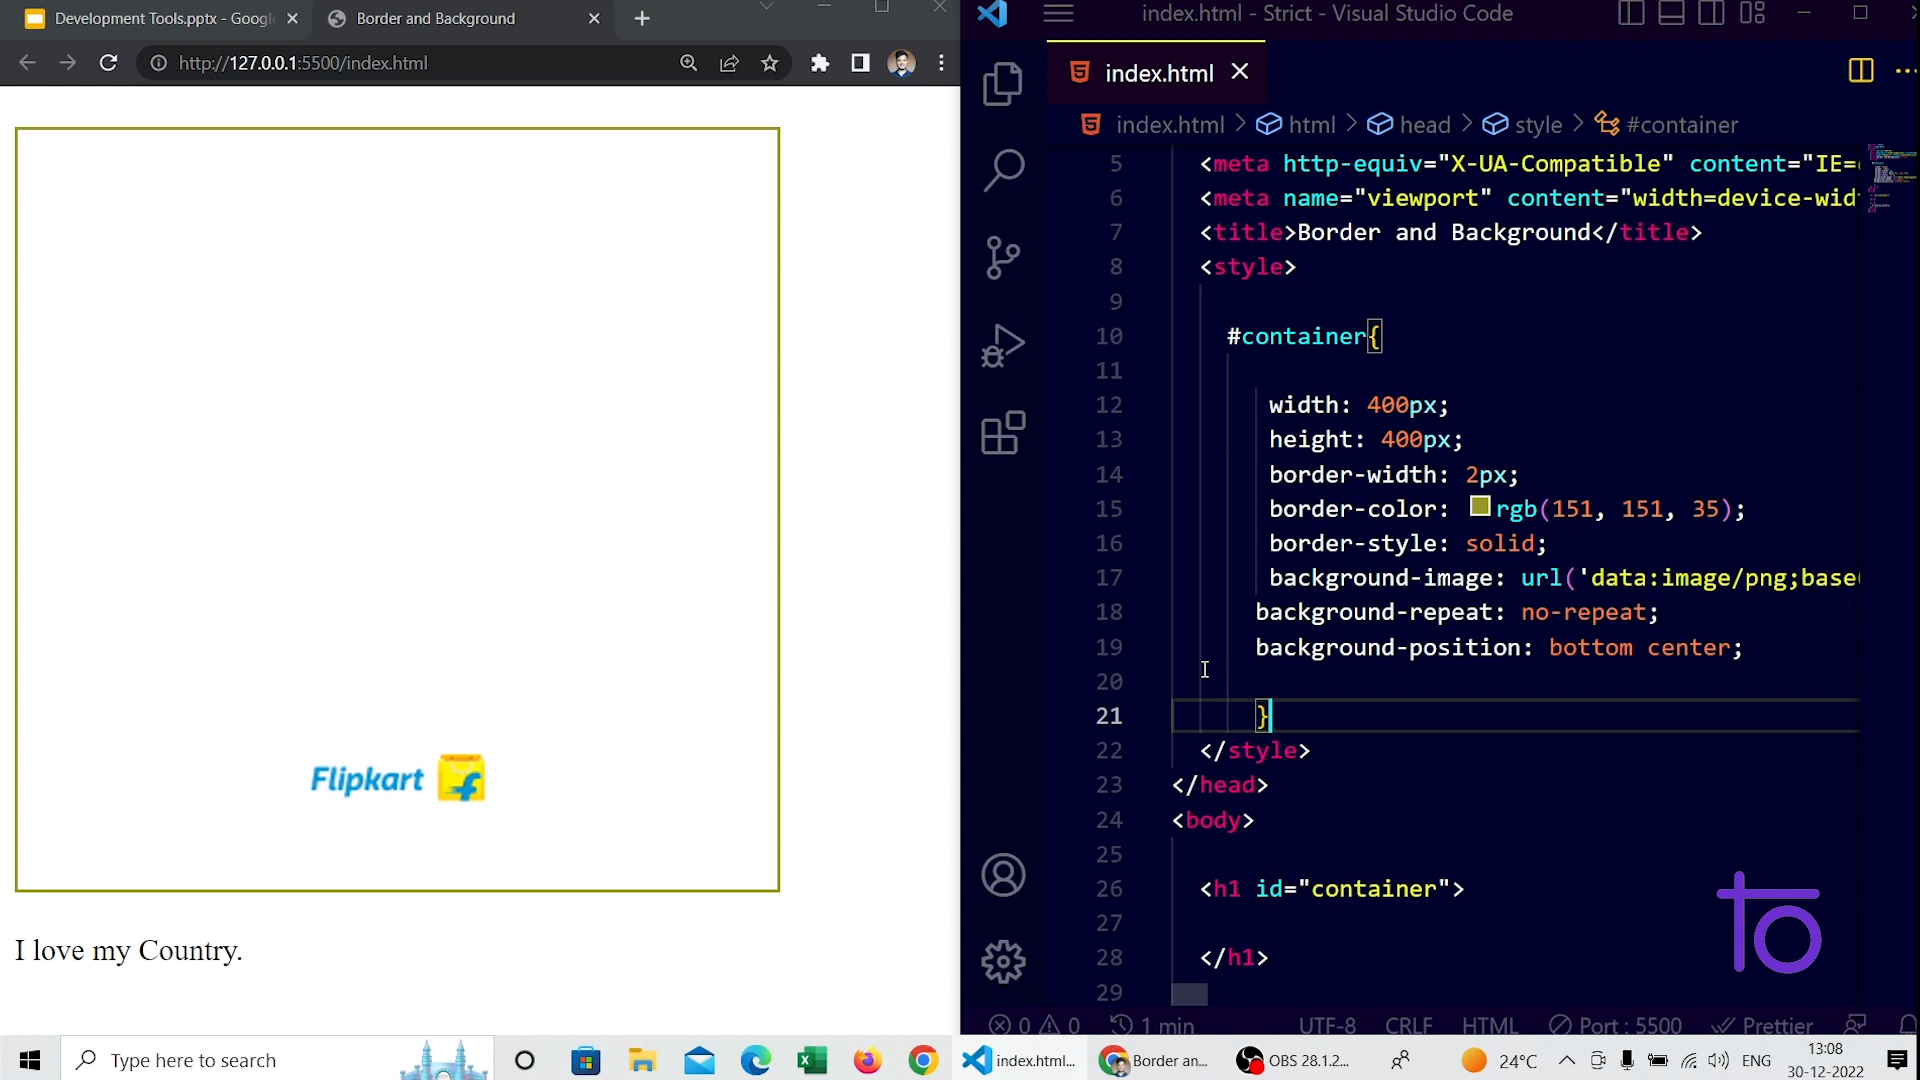 Development Tools.pptx - Google
Border and Background
index.html - Strict - Visual Studio Code
http://127.0.0.1:5500/index.html
index.html
index.html > html > head > style > #container
5 <meta http-equiv="X-UA-Compatible" content="IE=
6 <meta name="viewport" content="width=device-wid
7 <title>Border and Background</title>
8 <style>
9
10 #container{
11
12 width: 400px;
13 height: 400px;
14 border-width: 2px;
15 border-color: rgb(151, 151, 35);
16 border-style: solid;
17 background-image: url('data:image/png;base
18 background-repeat: no-repeat;
19 background-position: bottom center;
20
21 }
22 </style>
23 </head>
24 <body>
25
26 <h1 id="container">
27
28 </h1>
29
Flipkart
I love my Country.
0 0 1 min UTF-8 CRLF HTML Port : 5500 Prettier
Type here to search
index.html...
Border an...
OBS 28.1.2...
24°C
ENG
13:08
30-12-2022